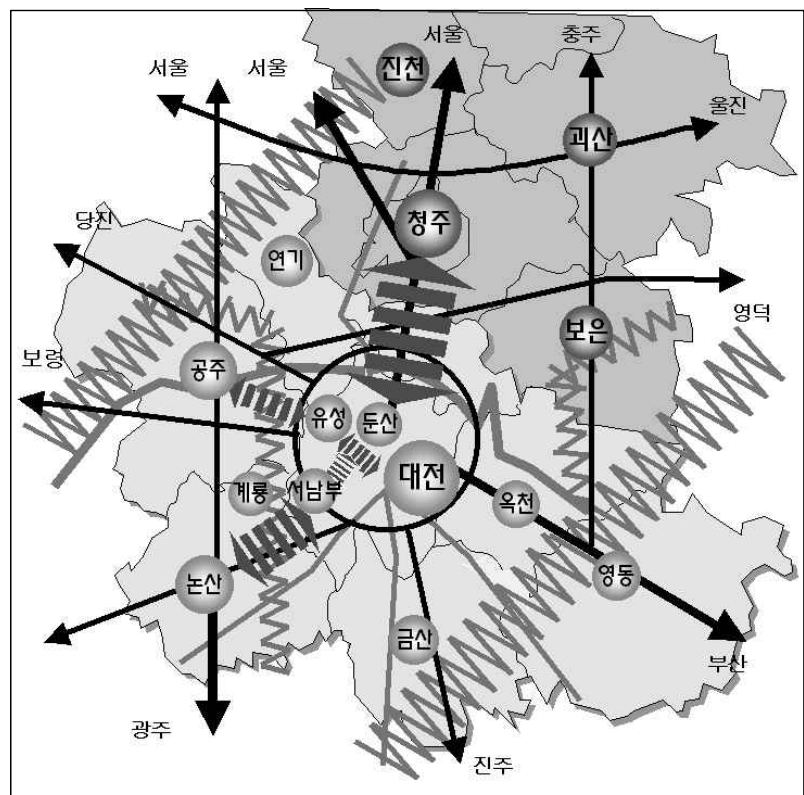 서울
충주
서울
서울
진천
울진
괴산
청주
당진
연기
영덕
보은
보령
공주
유성
둔산
대전
계룡
서남부
옥천
논산
영동
금산
부산
광주
진주